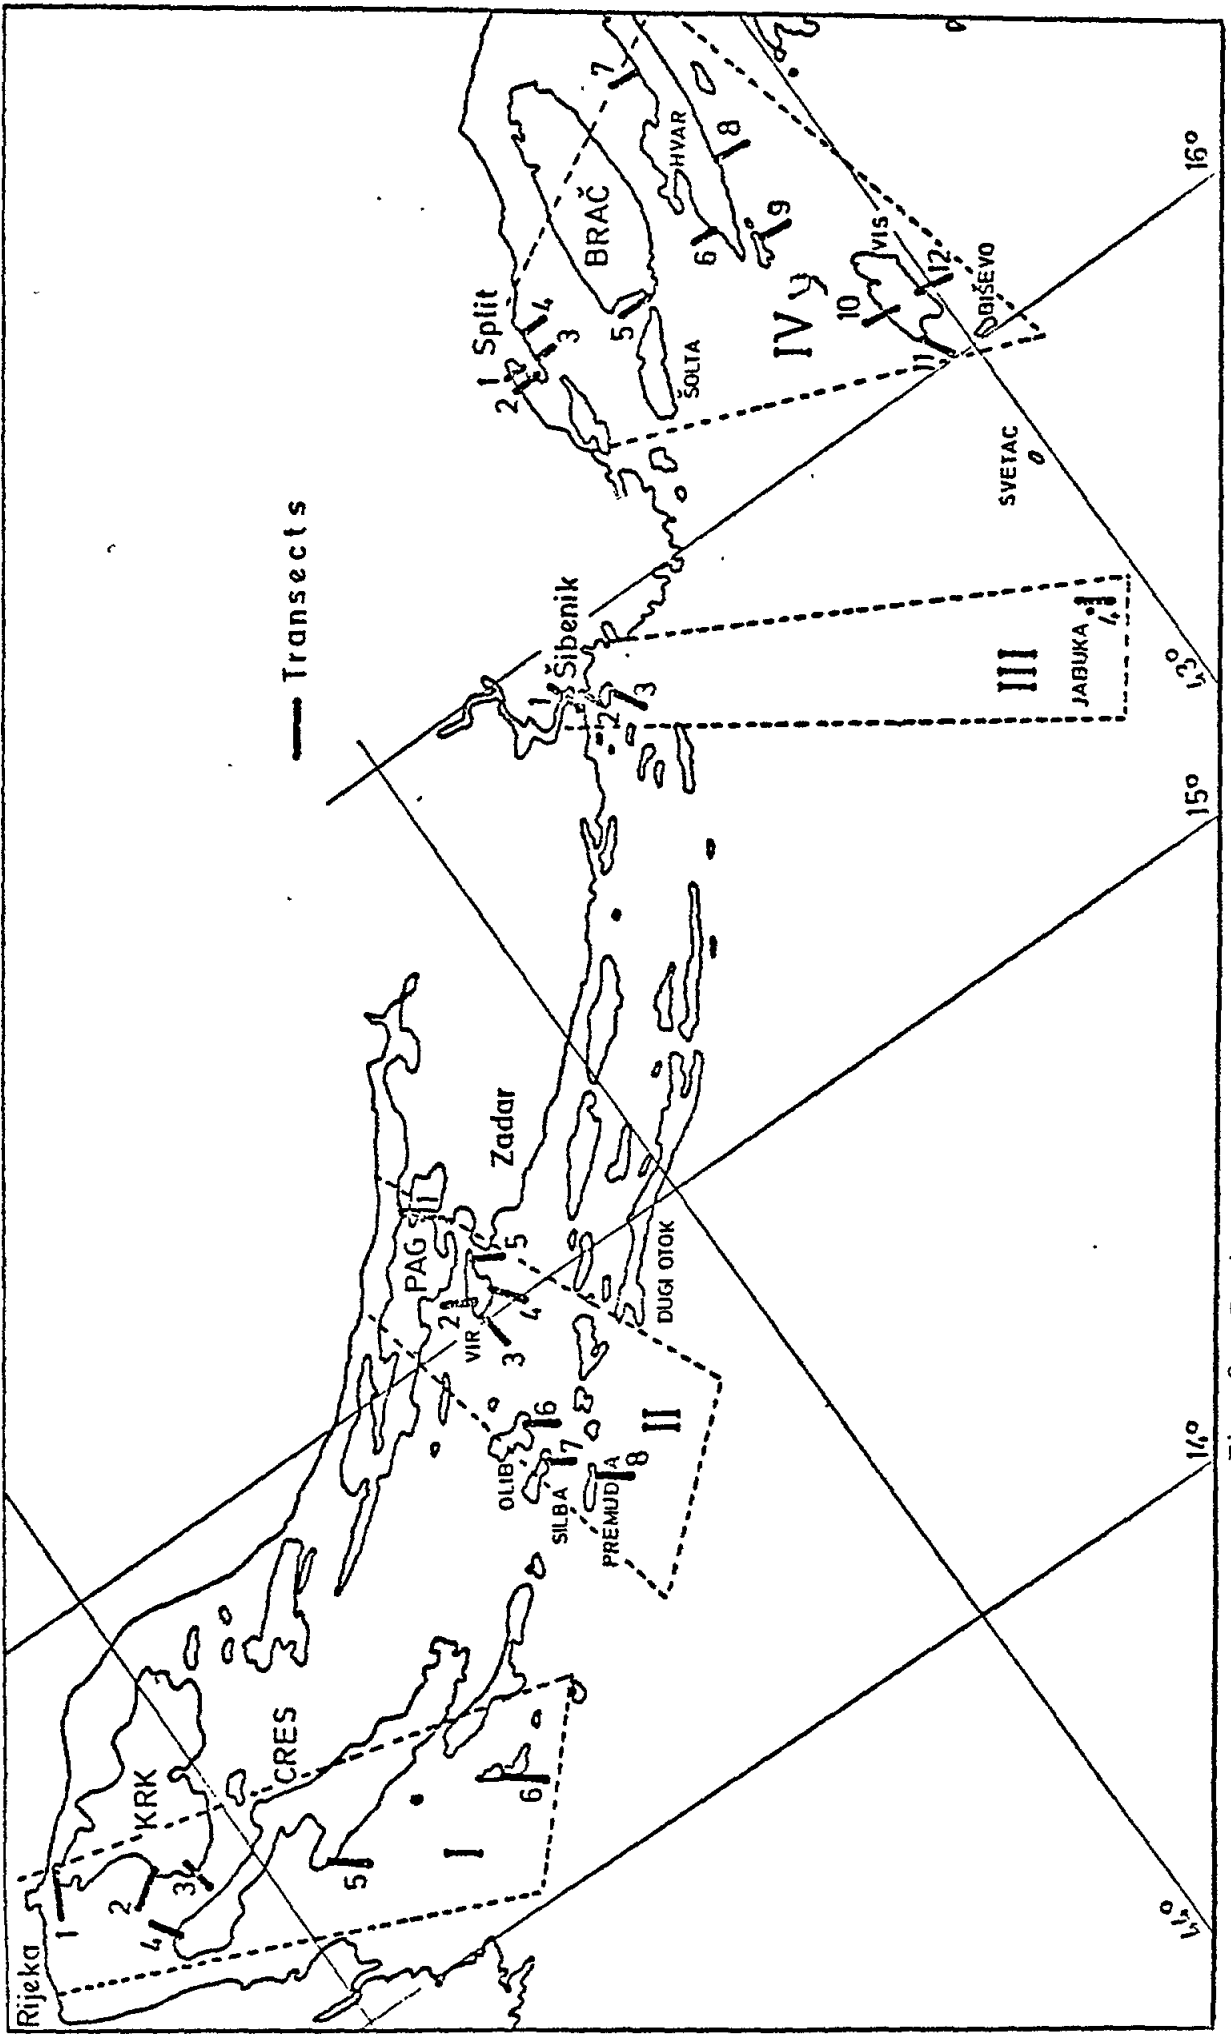 Transects
Rijeka
KRK
CRES
1
2
3
4
5
6
I
PAG
VIR
Zadar
OLIB
SILBA
PREMUDA
DUGI OTOK
1
2
3
4
5
6
7
8
II
Šibenik
JABUKA
1
2
3
4
III
Split
BRAČ
ŠOLTA
HVAR
VIS
BIŠEVO
SVETAC
1
2
3
4
5
6
7
8
9
10
11
12
IV
44°
14°
15°
43°
16°